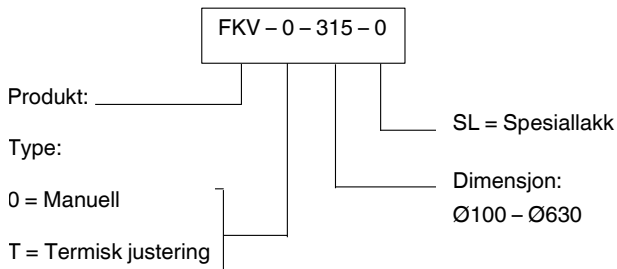 FKV – 0 – 315 – 0
Produkt:
Type:
0 = Manuell
T = Termisk justering
SL = Spesiallakk
Dimensjon:
Ø100 – Ø630